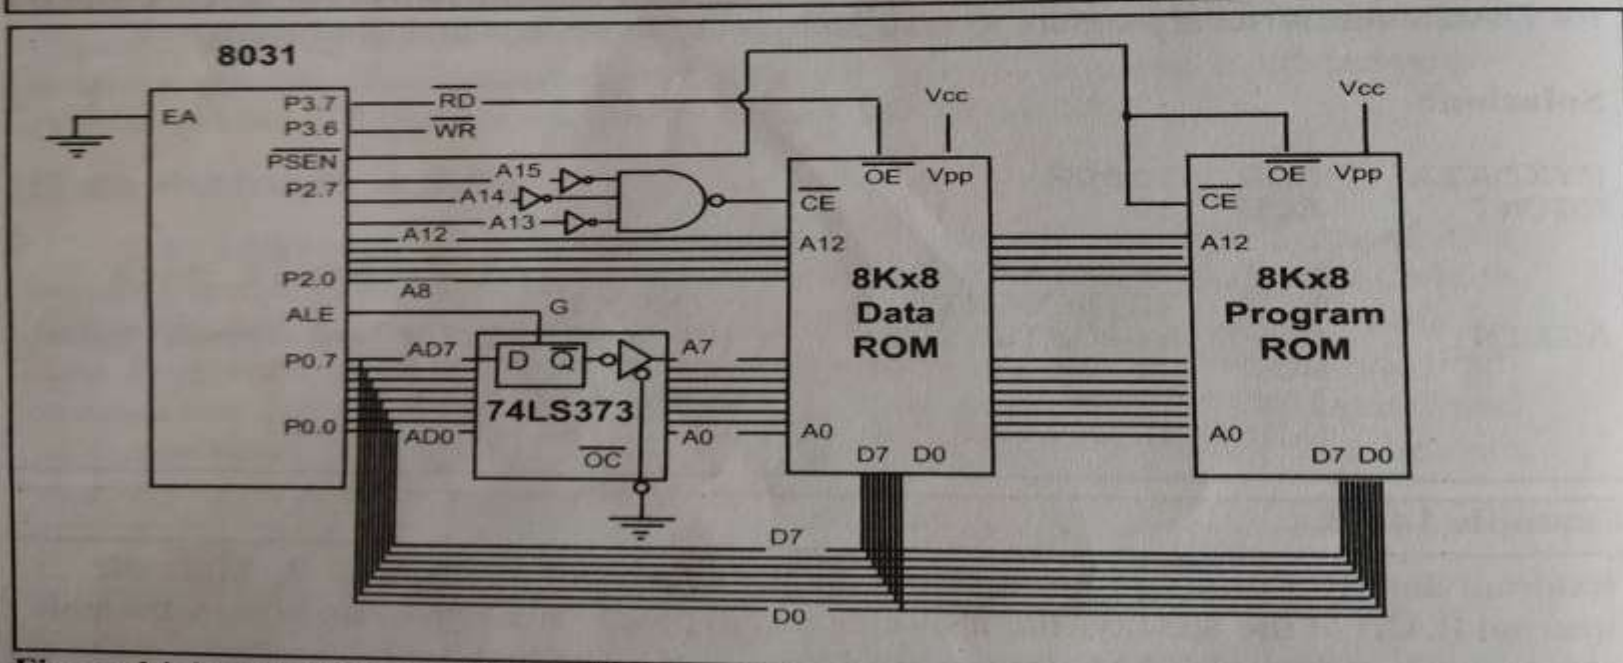 8031
EA
P3.7
P3.6
PSEN
P2.7
P2.0
ALE
P0.7
P0.0
RD
WR
A15
A14
A13
A12
A8
G
AD7
AD0
D Q
74LS373
OC
A7
A0
Vcc
OE Vpp
CE
A12
8Kx8
Data
ROM
A0
D7 D0
Vcc
OE Vpp
CE
A12
8Kx8
Program
ROM
A0
D7 D0
D7
D0